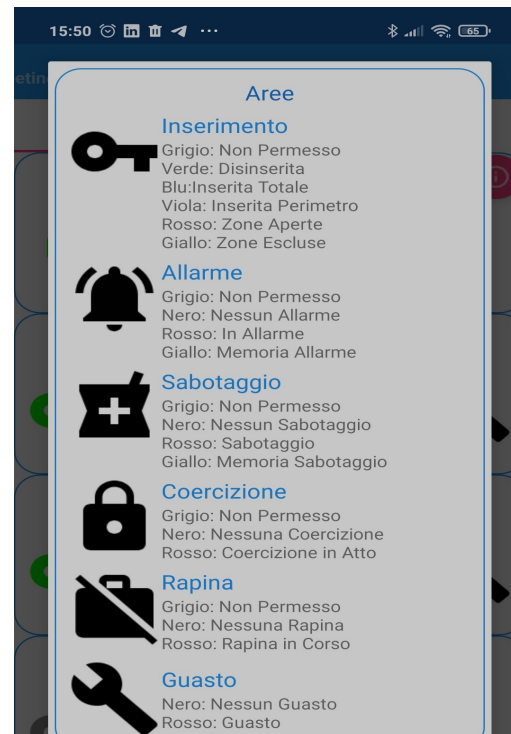 15:50
65
etin
Aree
Inserimento
Grigio: Non Permesso
Verde: Disinserita
Blu:Inserita Totale
Viola: Inserita Perimetro
Rosso: Zone Aperte
Giallo: Zone Escluse
Allarme
Grigio: Non Permesso
Nero: Nessun Allarme
Rosso: In Allarme
Giallo: Memoria Allarme
Sabotaggio
Grigio: Non Permesso
Nero: Nessun Sabotaggio
Rosso: Sabotaggio
Giallo: Memoria Sabotaggio
Coercizione
Grigio: Non Permesso
Nero: Nessuna Coercizione
Rosso: Coercizione in Atto
Rapina
Grigio: Non Permesso
Nero: Nessuna Rapina
Rosso: Rapina in Corso
Guasto
Nero: Nessun Guasto
Rosso: Guasto